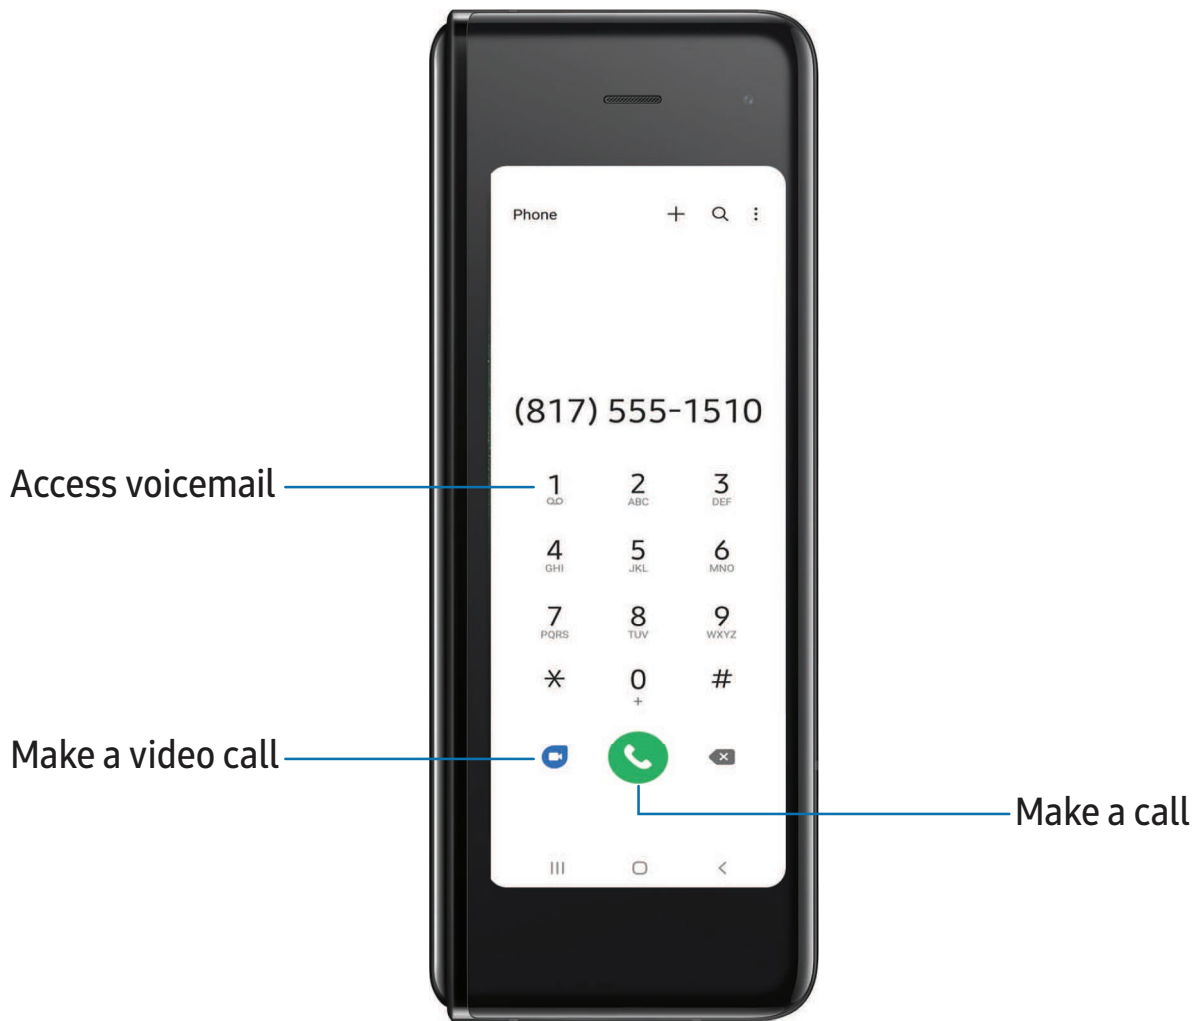 Phone
(817) 555-1510
Access voicemail
1 2 3
ABC DEF
4 5 6
GHI JKL MNO
7 8 9
PQRS TUV WXYZ
* 0 #
+
Make a video call
Make a call